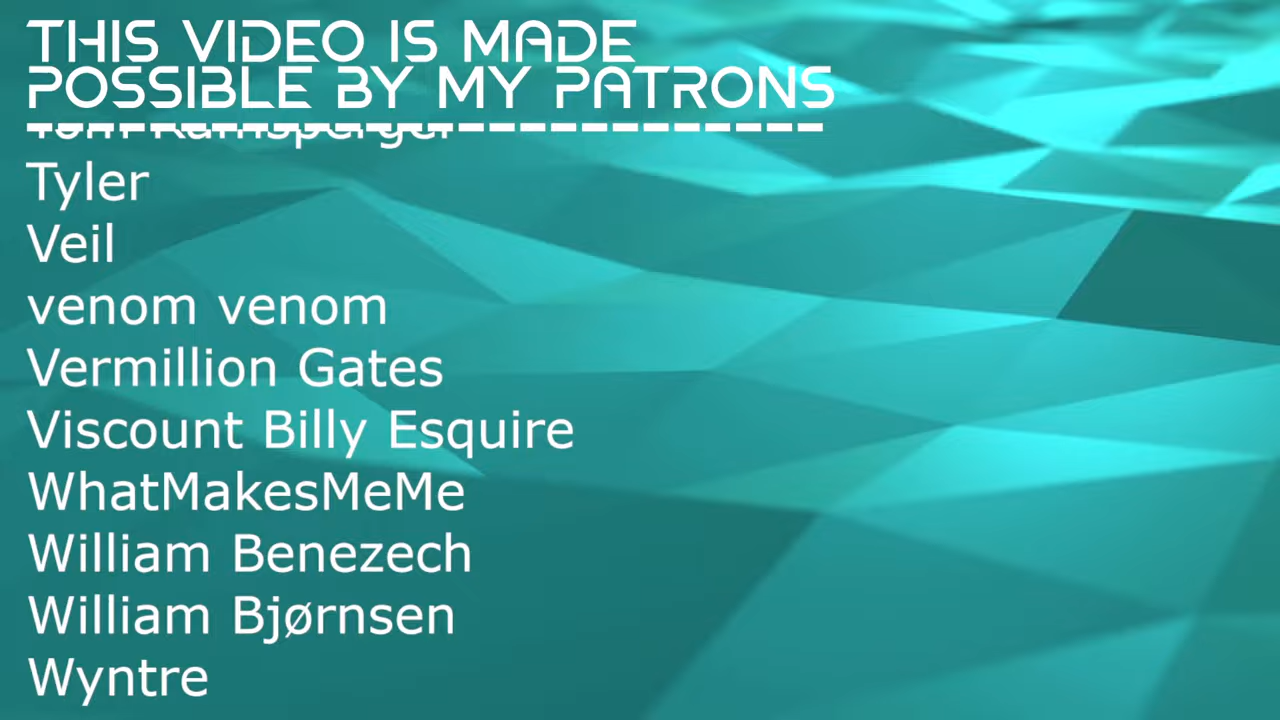 THIS VIDEO IS MADE
POSSIBLE BY MY PATRONS
--------------------------
Tyler
Veil
venom venom
Vermillion Gates
Viscount Billy Esquire
WhatMakesMeMe
William Benezech
William Bjørnsen
Wyntre